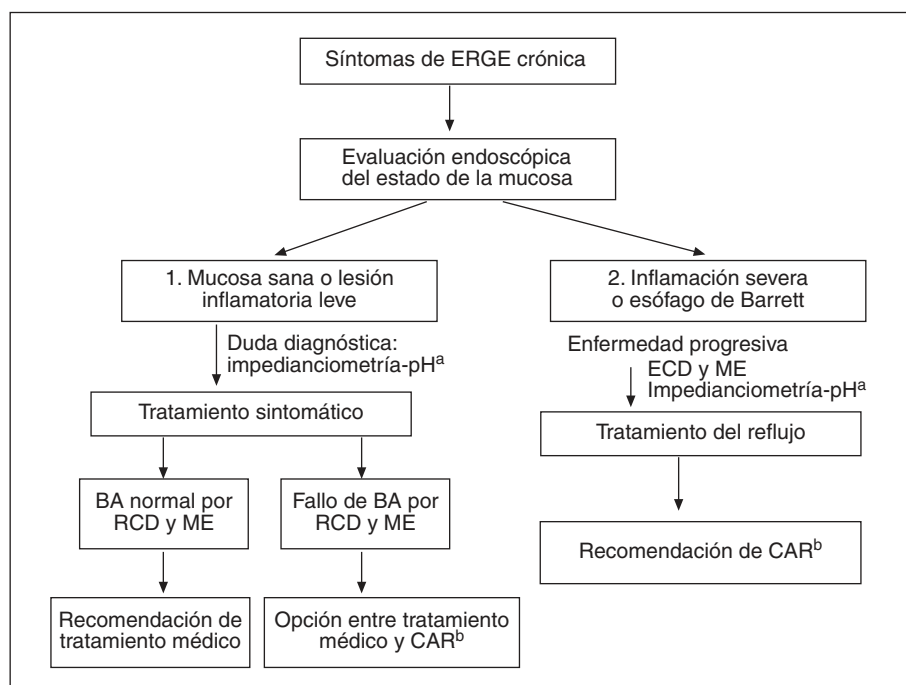 Síntomas de ERGE crónica
Evaluación endoscópica
del estado de la mucosa
1. Mucosa sana o lesión
inflamatoria leve
2. Inflamación severa
o esófago de Barrett
Duda diagnóstica:
impedanciometría-pHª
Enfermedad progresiva
ECD y ME
Impedianciometría-pHª
Tratamiento sintomático
Tratamiento del reflujo
BA normal por
RCD y ME
Fallo de BA por
RCD y ME
Recomendación de CARᵇ
Recomendación de
tratamiento médico
Opción entre tratamiento
médico y CARᵇ